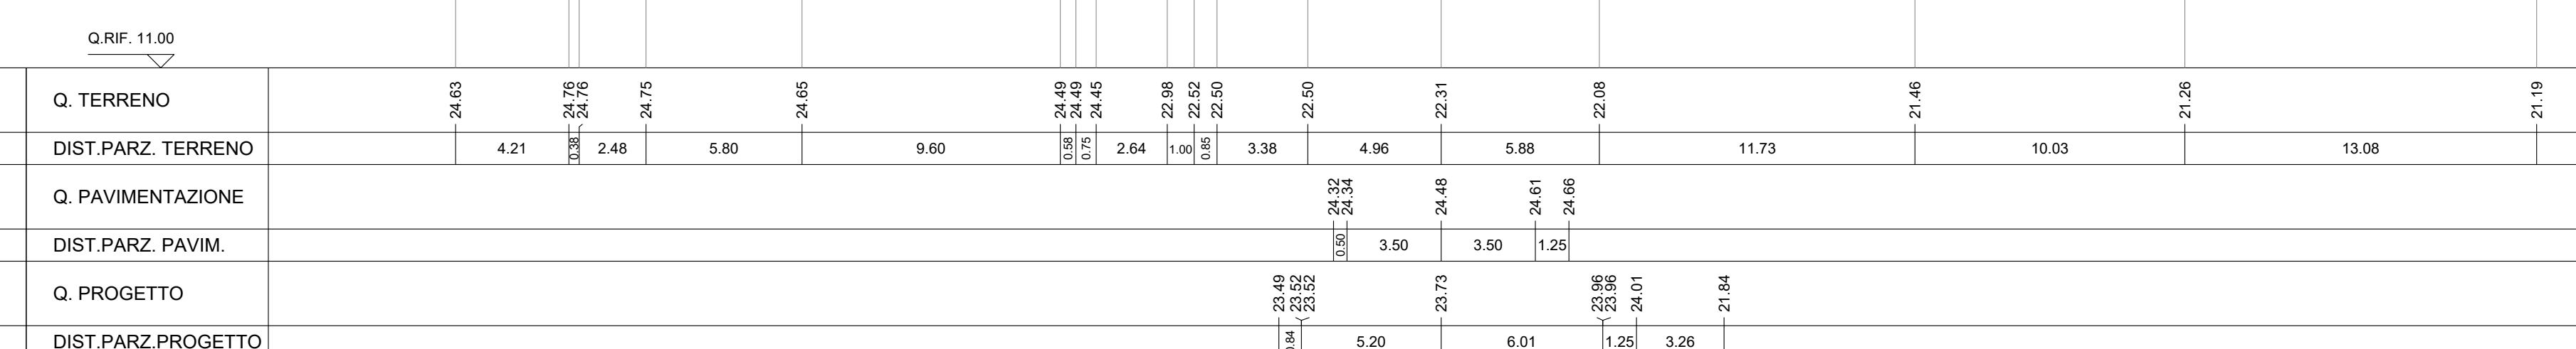 Q.RIF. 11.00
Q. TERRENO 24.63 24.76 24.76 24.75 24.65 24.49 24.49 24.45 22.98 22.52 22.50 22.50 22.31 22.08 21.46 21.26 21.19
DIST.PARZ. TERRENO 4.21 0.38 2.48 5.80 9.60 0.58 0.75 2.64 1.00 0.85 3.38 4.96 5.88 11.73 10.03 13.08
Q. PAVIMENTAZIONE 24.32 24.34 24.48 24.61 24.66
DIST.PARZ. PAVIM. 0.50 3.50 3.50 1.25
Q. PROGETTO 23.49 23.52 23.52 23.73 23.96 23.96 24.01 21.84
DIST.PARZ.PROGETTO 0.84 5.20 6.01 1.25 3.26